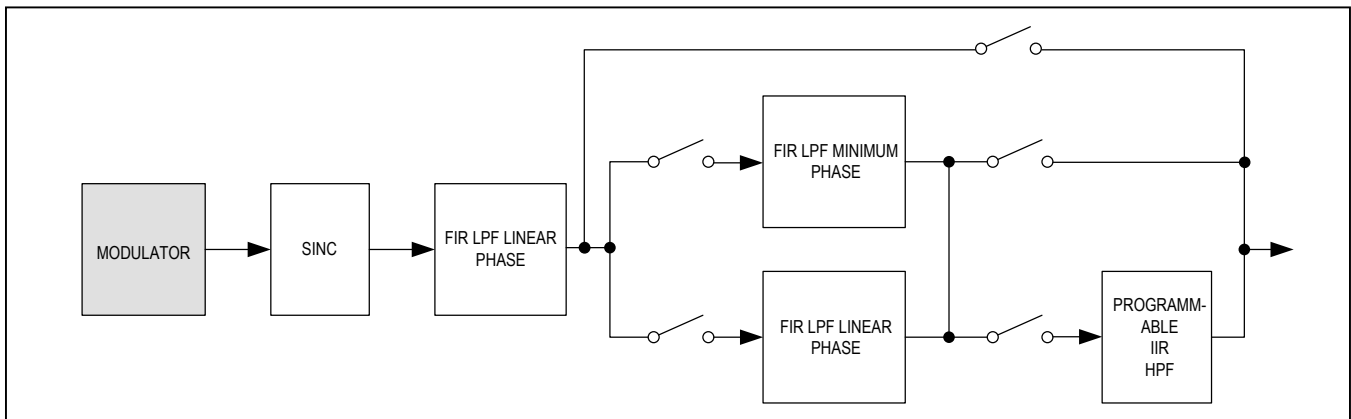 MODULATOR
SINC
FIR LPF LINEAR
PHASE
FIR LPF MINIMUM
PHASE
FIR LPF LINEAR
PHASE
PROGRAMM-
ABLE
IIR
HPF